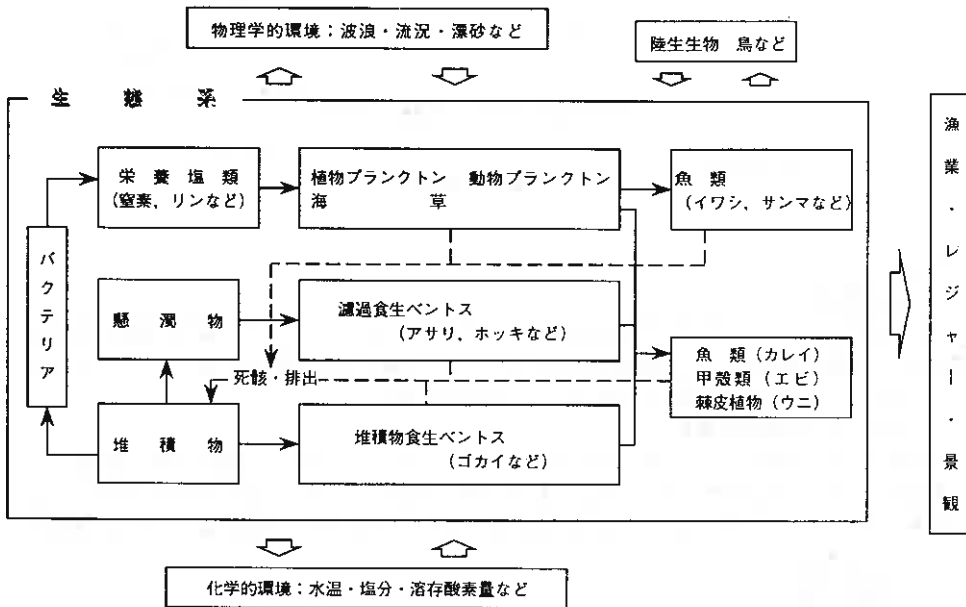 物理学的環境：波浪・流況・漂砂など
陸生生物 鳥など
生態系
栄養塩類
(窒素、リンなど)
植物プランクトン 動物プランクトン
海草
魚類
(イワシ、サンマなど)
バクテリア
懸濁物
濾過食生ベントス
(アサリ、ホッキなど)
死骸・排出
魚類(カレイ)
甲殻類(エビ)
棘皮植物(ウニ)
堆積物
堆積物食生ベントス
(ゴカイなど)
漁業・レジャー・景観
化学的環境：水温・塩分・溶存酸素量など